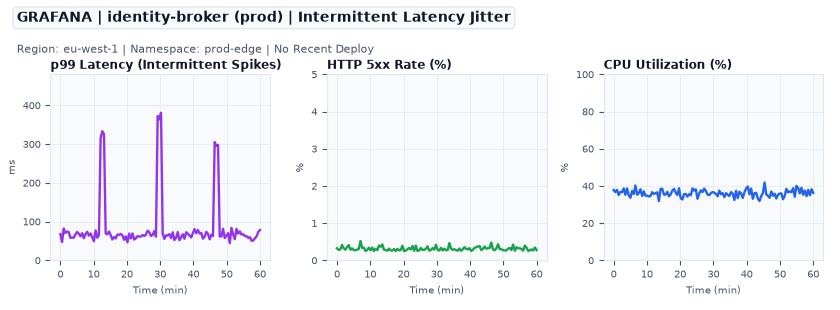 GRAFANA | identity-broker (prod) | Intermittent Latency Jitter
Region: eu-west-1 | Namespace: prod-edge | No Recent Deploy
p99 Latency (Intermittent Spikes)
400
300
200
100
0
ms
0 10 20 30 40 50 60
Time (min)
HTTP 5xx Rate (%)
5
4
3
2
1
0
%
0 10 20 30 40 50 60
Time (min)
CPU Utilization (%)
100
80
60
40
20
0
%
0 10 20 30 40 50 60
Time (min)